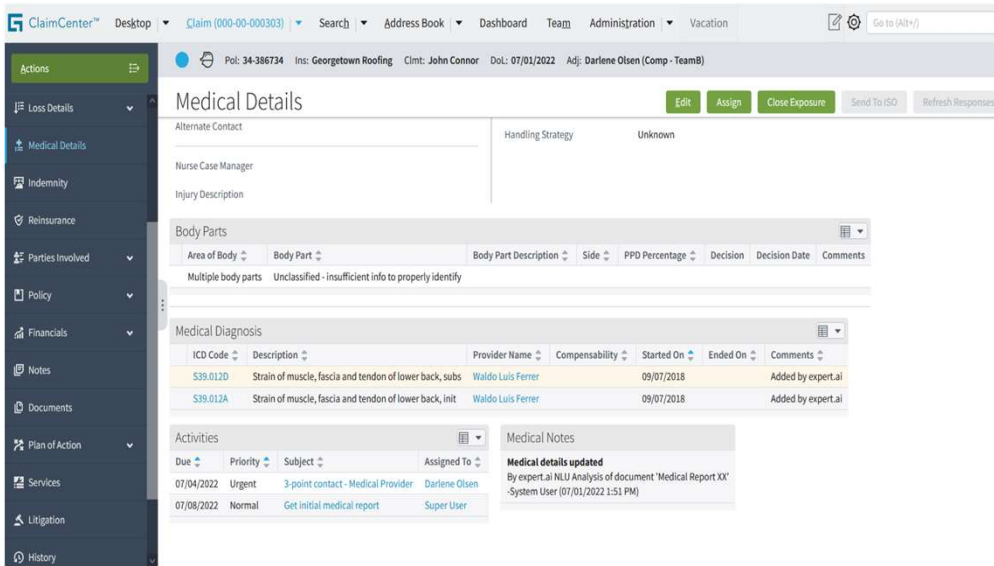 ClaimCenter™ Desktop Claim (000-00-000303) Search Address Book Dashboard Team Administration Vacation Go to (Alt+/)
Actions
Pol: 34-386734 Ins: Georgetown Roofing Clmt: John Connor DoL: 07/01/2022 Adj: Darlene Olsen (Comp - TeamB)
Loss Details
Medical Details
Indemnity
Reinsurance
Parties Involved
Policy
Financials
Notes
Documents
Plan of Action
Services
Litigation
History
Medical Details Edit Assign Close Exposure Send To ISO Refresh Responses
Alternate Contact
Handling Strategy Unknown
Nurse Case Manager
Injury Description
Body Parts
Area of Body Body Part Body Part Description Side PPD Percentage Decision Decision Date Comments
Multiple body parts Unclassified - insufficient info to properly identify
Medical Diagnosis
ICD Code Description Provider Name Compensability Started On Ended On Comments
S39.012D Strain of muscle, fascia and tendon of lower back, subs Waldo Luis Ferrer 09/07/2018 Added by expert.ai
S39.012A Strain of muscle, fascia and tendon of lower back, init Waldo Luis Ferrer 09/07/2018 Added by expert.ai
Activities
Due Priority Subject Assigned To
07/04/2022 Urgent 3-point contact - Medical Provider Darlene Olsen
07/08/2022 Normal Get initial medical report Super User
Medical Notes
Medical details updated
By expert.ai NLU Analysis of document 'Medical Report XX'
-System User (07/01/2022 1:51 PM)